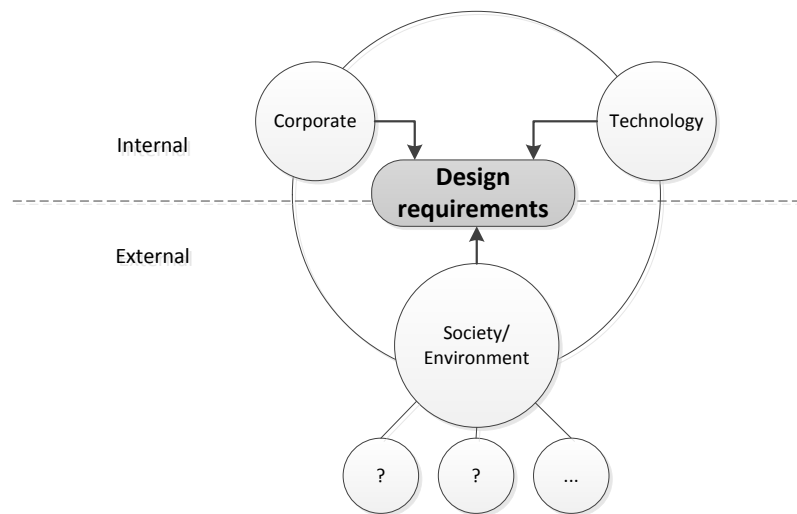 Corporate
Technology
Internal
Design
requirements
External
Society/
Environment
?
?
...